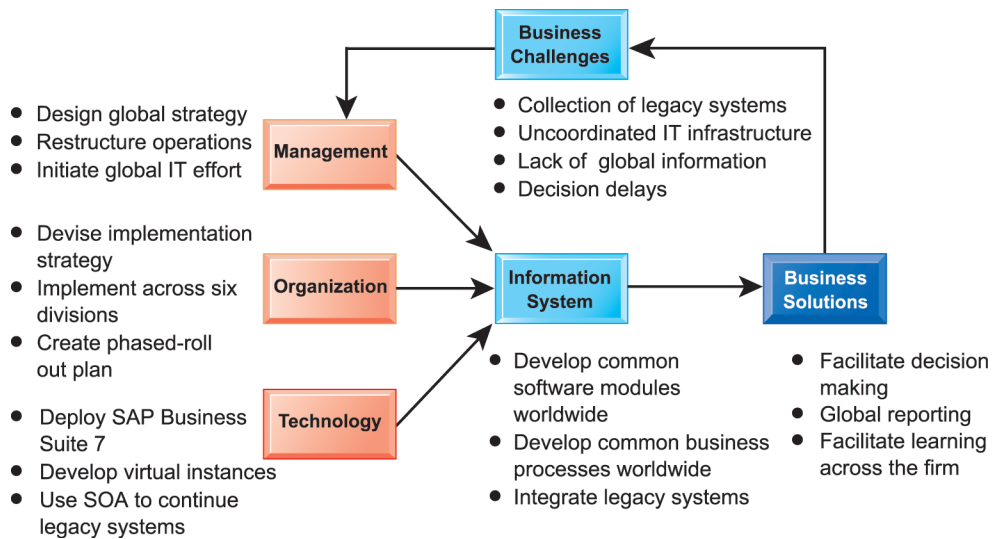 Business
Challenges
● Collection of legacy systems
● Uncoordinated IT infrastructure
● Lack of global information
● Decision delays
● Design global strategy
● Restructure operations
● Initiate global IT effort
Management
● Devise implementation
strategy
● Implement across six
divisions
● Create phased-roll
out plan
Organization
Information
System
Business
Solutions
● Deploy SAP Business
Suite 7
● Develop virtual instances
● Use SOA to continue
legacy systems
Technology
● Develop common
software modules
worldwide
● Develop common business
processes worldwide
● Integrate legacy systems
● Facilitate decision
making
● Global reporting
● Facilitate learning
across the firm